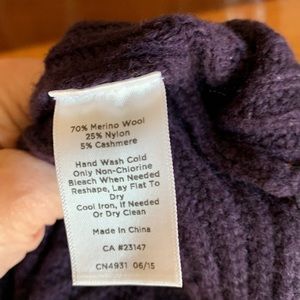 70% Merino Wool
25% Nylon
5% Cashmere
Hand Wash Cold
Only Non-Chlorine
Bleach When Needed
Reshape, Lay Flat To
Dry
Cool Iron, If Needed
Or Dry Clean
Made In China
CA #23147
CN4931 06/15